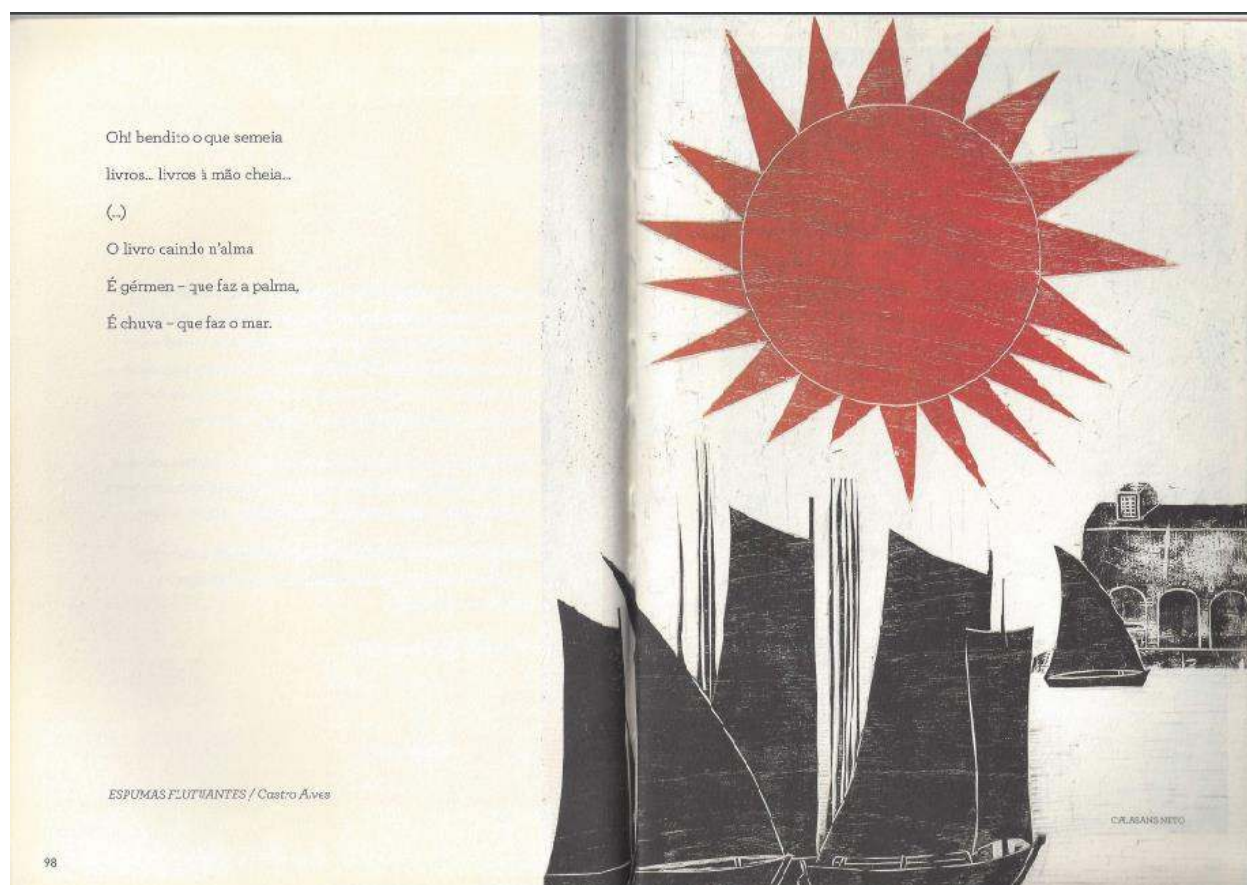 Oh! bendito o que semeia
livros... livros à mão cheia...
(...)
O livro caindo n'alma
É gérmen – que faz a palma,
É chuva – que faz o mar.
ESPUMAS FLUTUANTES / Castro Alves
98
CALASANS NETO